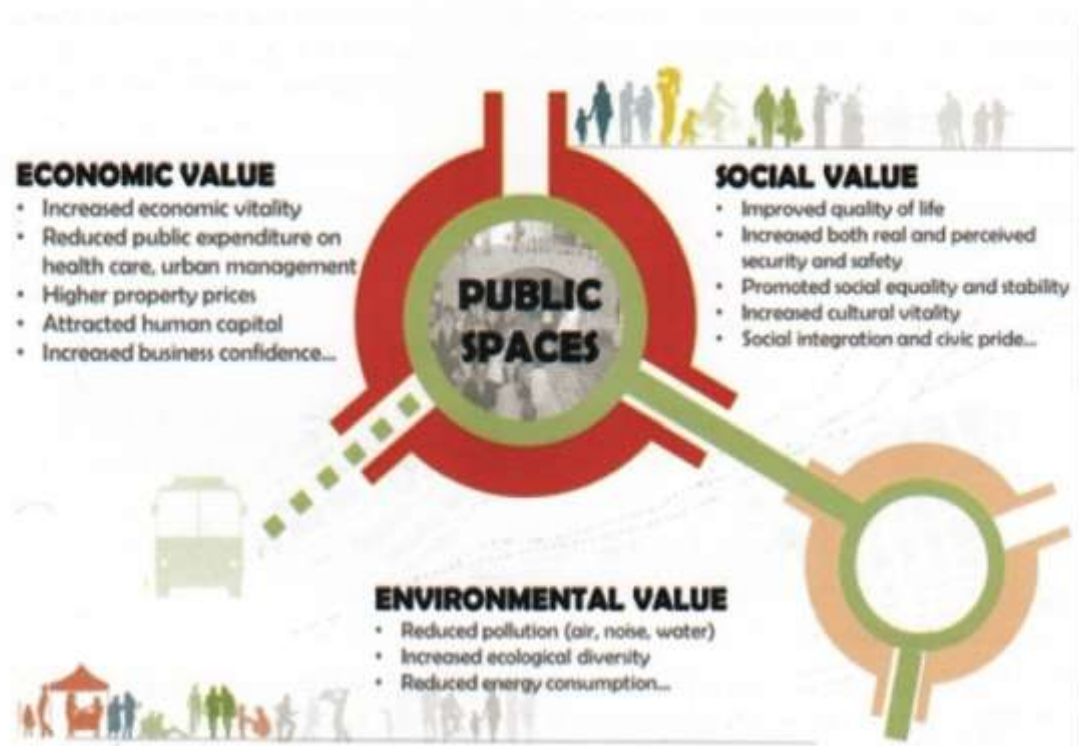 ECONOMIC VALUE
• Increased economic vitality
• Reduced public expenditure on
health care, urban management
• Higher property prices
• Attracted human capital
• Increased business confidence...
PUBLIC
SPACES
SOCIAL VALUE
• Improved quality of life
• Increased both real and perceived
security and safety
• Promoted social equality and stability
• Increased cultural vitality
• Social integration and civic pride...
ENVIRONMENTAL VALUE
• Reduced pollution (air, noise, water)
• Increased ecological diversity
• Reduced energy consumption...